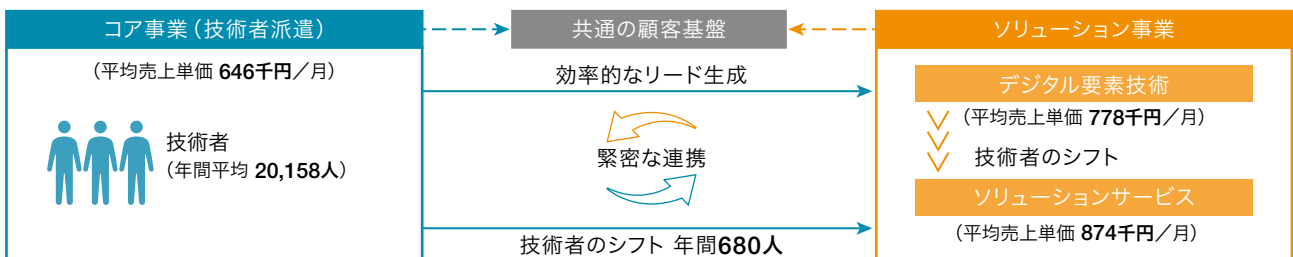 コア事業（技術者派遣）
（平均売上単価 646千円／月）
技術者
（年間平均 20,158人）
共通の顧客基盤
効率的なリード生成
緊密な連携
技術者のシフト 年間680人
ソリューション事業
デジタル要素技術
（平均売上単価 778千円／月）
技術者のシフト
ソリューションサービス
（平均売上単価 874千円／月）